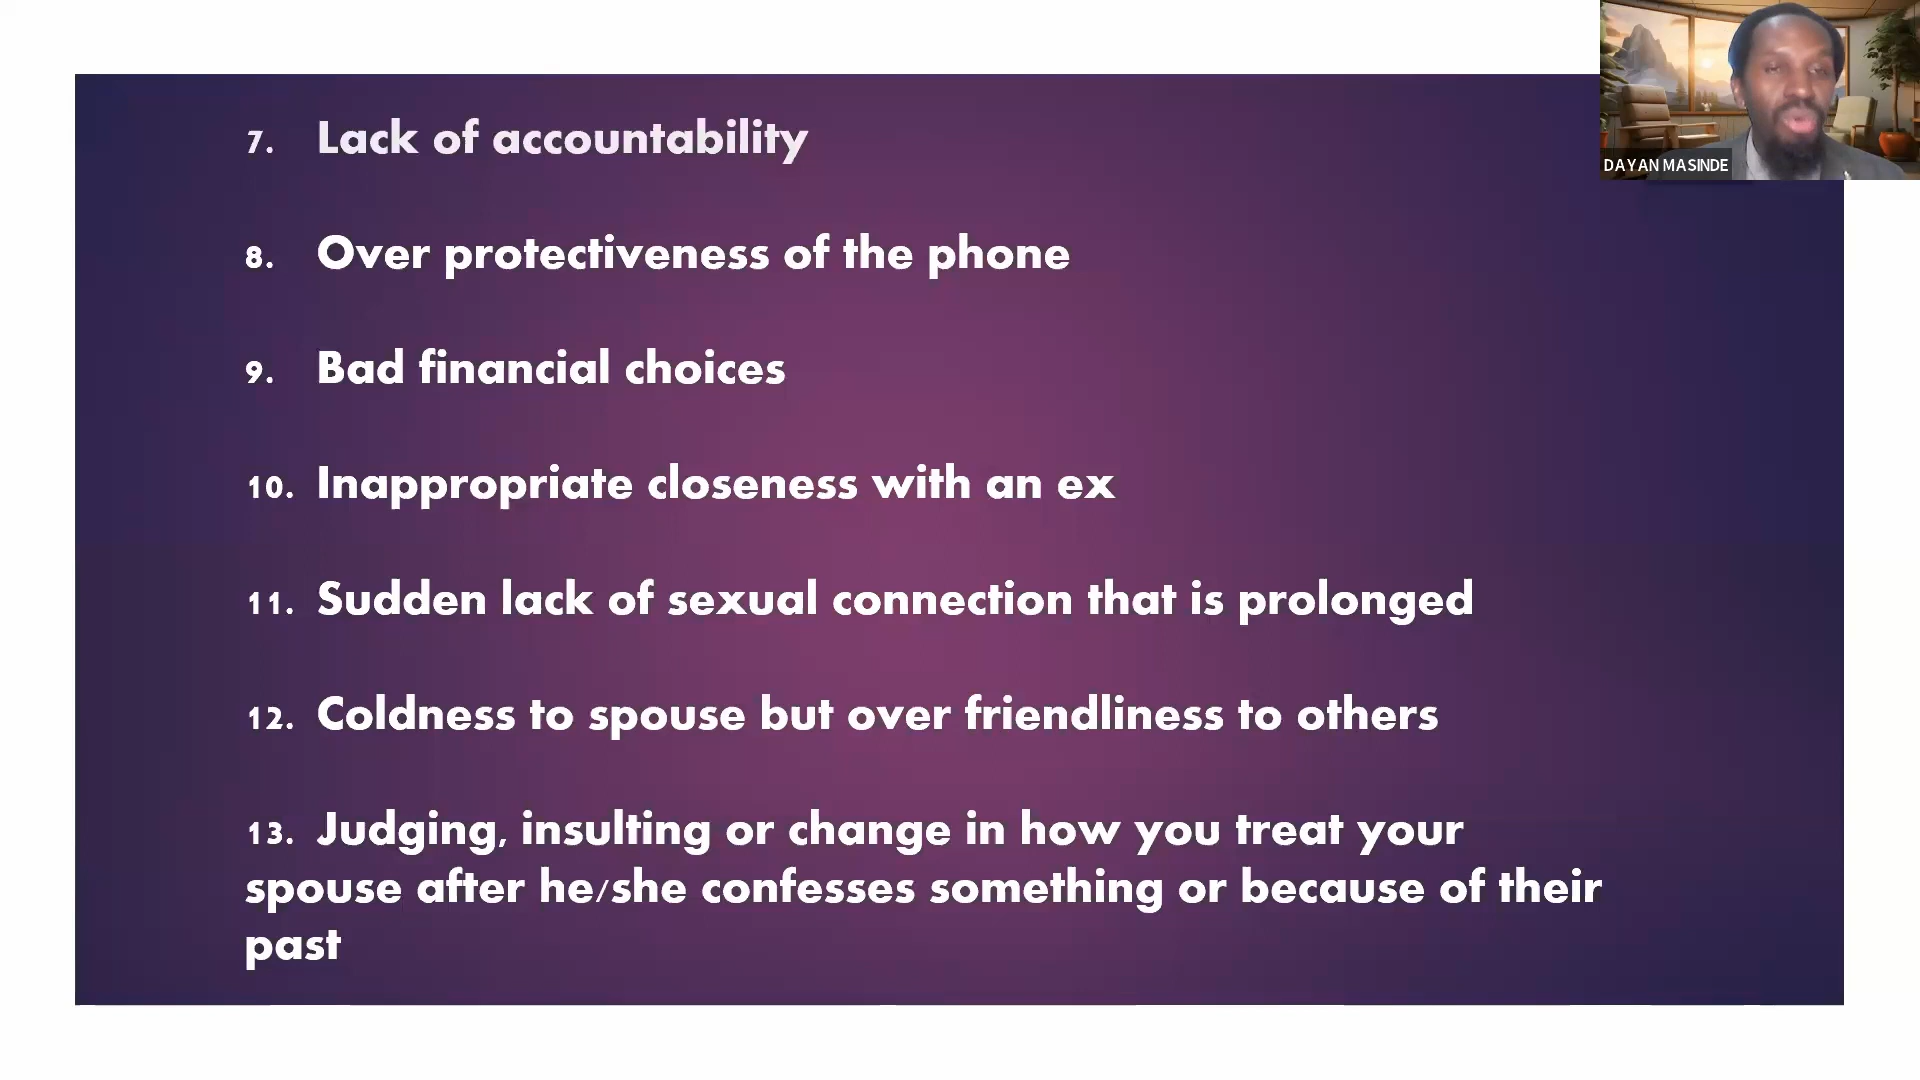 7. Lack of accountability
8. Over protectiveness of the phone
9. Bad financial choices
10. Inappropriate closeness with an ex
11. Sudden lack of sexual connection that is prolonged
12. Coldness to spouse but over friendliness to others
13. Judging, insulting or change in how you treat your
spouse after he/she confesses something or because of their
past
DAYAN MASINDE